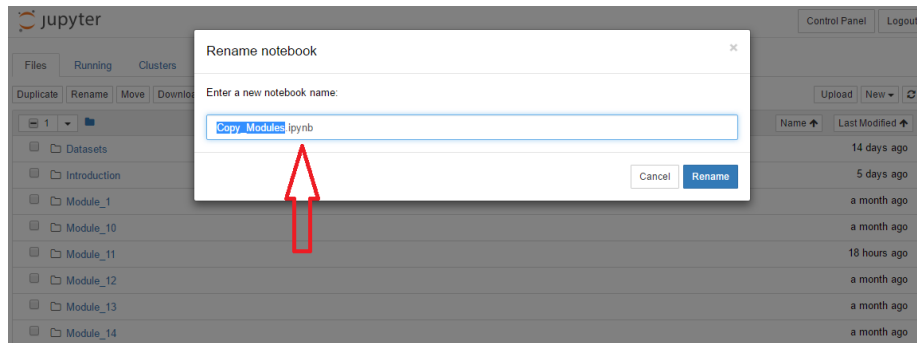 jupyter
Control Panel Logout
Rename notebook ×
Files Running Clusters
Enter a new notebook name:
Duplicate Rename Move Downloa
Upload New
Copy_Modules.ipynb
1
Name Last Modified
Datasets 14 days ago
Cancel Rename
Introduction 5 days ago
Module_1 a month ago
Module_10 a month ago
Module_11 18 hours ago
Module_12 a month ago
Module_13 a month ago
Module_14 a month ago